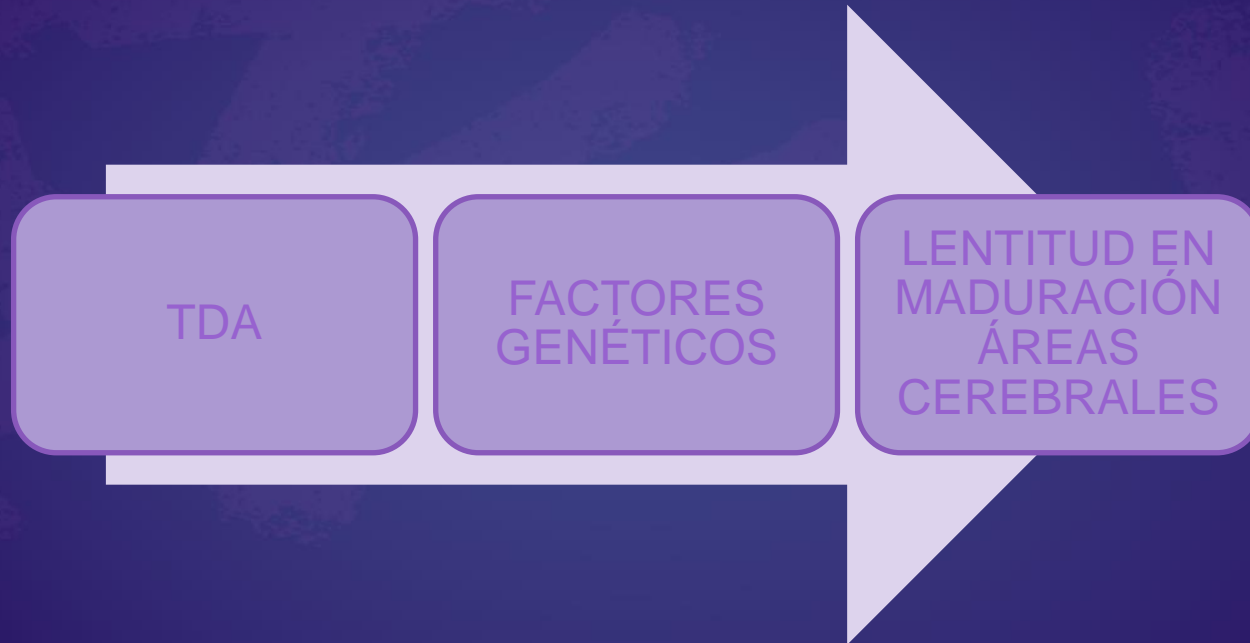 TDA
FACTORES
GENÉTICOS
LENTITUD EN
MADURACIÓN
ÁREAS
CEREBRALES